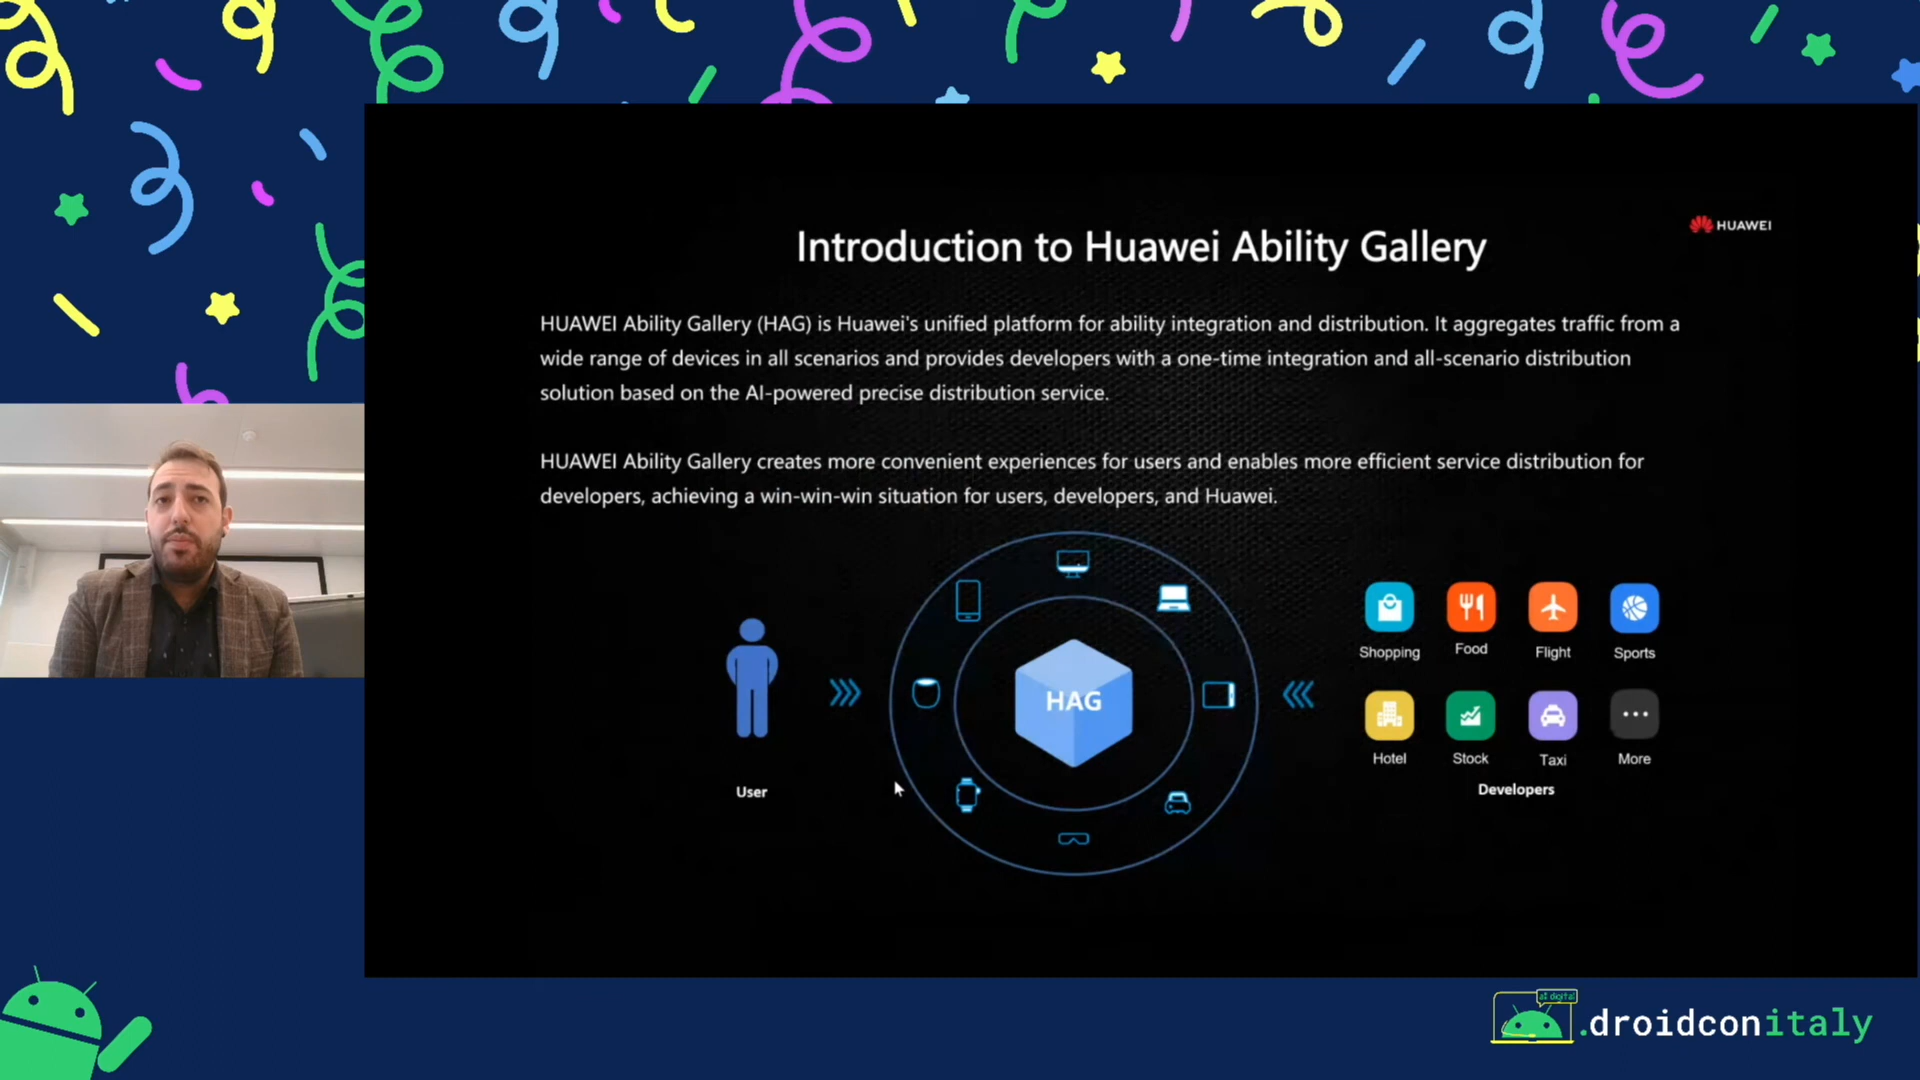 HUAWEI
Introduction to Huawei Ability Gallery
HUAWEI Ability Gallery (HAG) is Huawei's unified platform for ability integration and distribution. It aggregates traffic from a
wide range of devices in all scenarios and provides developers with a one-time integration and all-scenario distribution
solution based on the AI-powered precise distribution service.
HUAWEI Ability Gallery creates more convenient experiences for users and enables more efficient service distribution for
developers, achieving a win-win-win situation for users, developers, and Huawei.
HAG
User
Shopping
Food
Flight
Sports
Hotel
Stock
Taxi
More
Developers
.droidconitaly